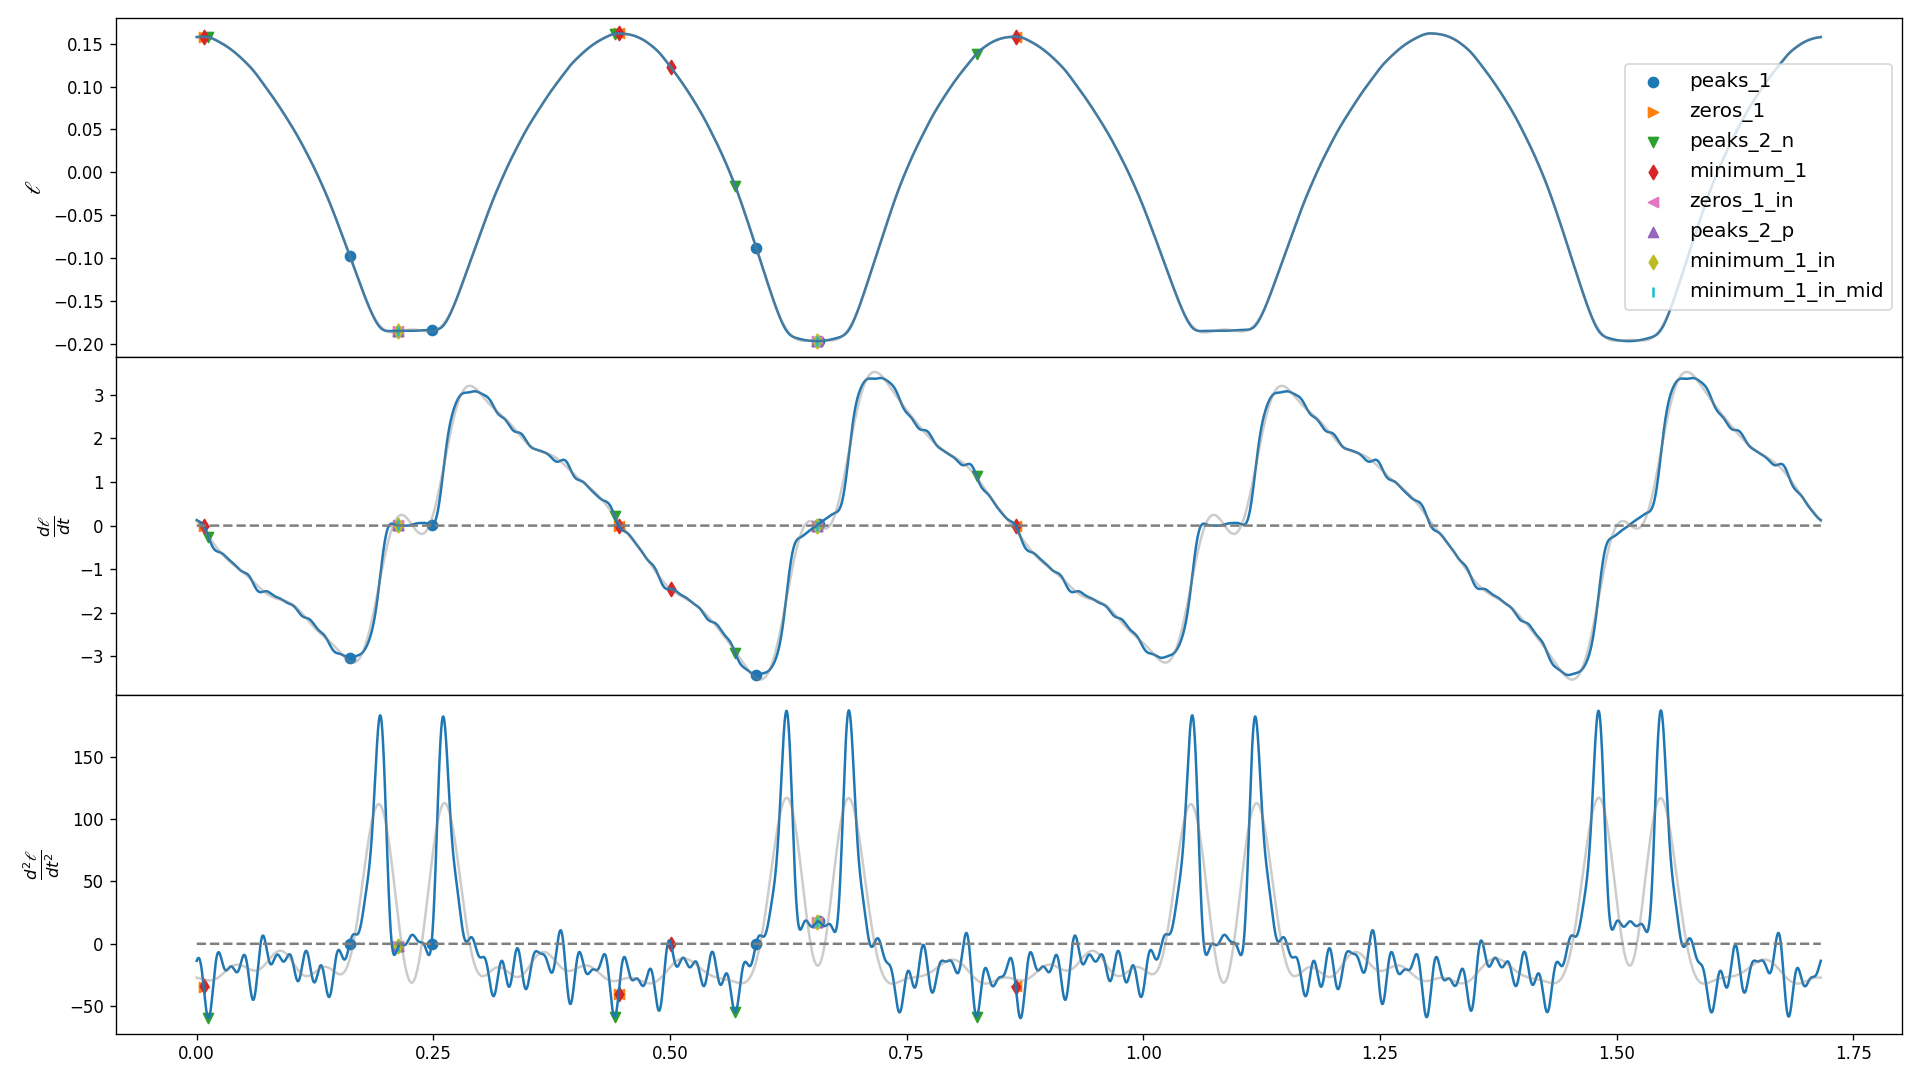 0.15
0.10
0.05
0.00
−0.05
−0.10
−0.15
−0.20
ℓ
peaks_1
zeros_1
peaks_2_n
minimum_1
zeros_1_in
peaks_2_p
minimum_1_in
minimum_1_in_mid
3
2
1
0
−1
−2
−3
dℓ
dt
150
100
50
0
−50
d²ℓ
dt²
0.00 0.25 0.50 0.75 1.00 1.25 1.50 1.75